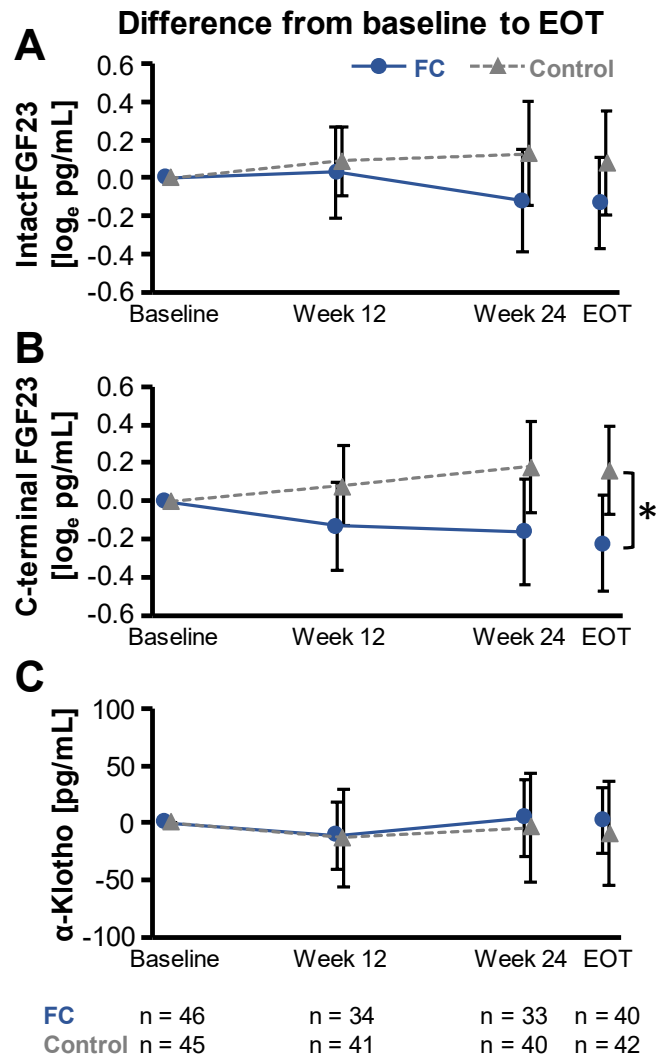 Difference from baseline to EOT
A
IntactFGF23
[logₑ pg/mL]
0.6
0.4
0.2
0.0
-0.2
-0.4
-0.6
FC Control
Baseline Week 12 Week 24 EOT
B
C-terminal FGF23
[logₑ pg/mL]
0.6
0.4
0.2
0.0
-0.2
-0.4
-0.6
*
Baseline Week 12 Week 24 EOT
C
α-Klotho [pg/mL]
100
50
0
-50
-100
Baseline Week 12 Week 24 EOT
FC n = 46 n = 34 n = 33 n = 40
Control n = 45 n = 41 n = 40 n = 42